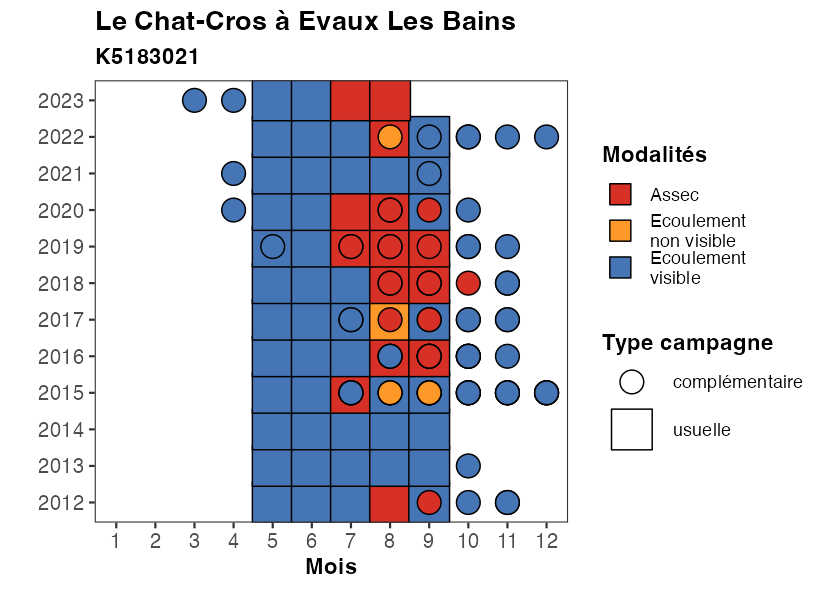 Le Chat-Cros à Evaux Les Bains
K5183021
2023
2022
2021
2020
2019
2018
2017
2016
2015
2014
2013
2012
1 2 3 4 5 6 7 8 9 10 11 12
Mois
Modalités
Assec
Ecoulement
non visible
Ecoulement
visible
Type campagne
complémentaire
usuelle